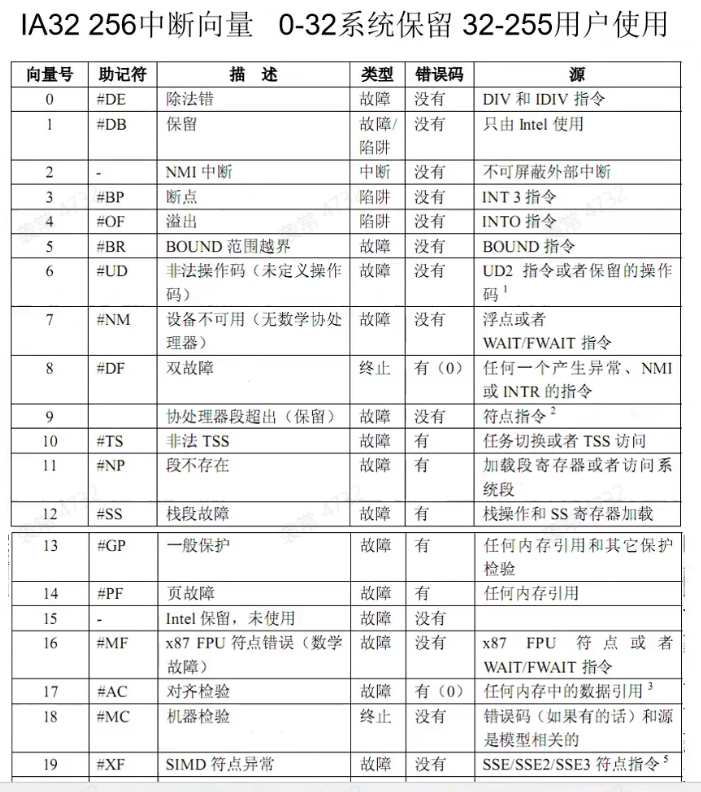 IA32 256中断向量 0-32系统保留 32-255用户使用
向量号 助记符 描 述 类型 错误码 源
0 #DE 除法错 故障 没有 DIV 和 IDIV 指令
1 #DB 保留 故障/ 没有 只由 Intel 使用
陷阱
2 - NMI 中断 中断 没有 不可屏蔽外部中断
3 #BP 断点 陷阱 没有 INT 3 指令
4 #OF 溢出 陷阱 没有 INTO 指令
5 #BR BOUND 范围越界 故障 没有 BOUND 指令
6 #UD 非法操作码（未定义操作 故障 没有 UD2 指令或者保留的操作
码） 码 1
7 #NM 设备不可用（无数学协处 故障 没有 浮点或者
理器） WAIT/FWAIT 指令
8 #DF 双故障 终止 有（0） 任何一个产生异常、NMI
或 INTR 的指令
9 协处理器段超出（保留） 故障 没有 符点指令 2
10 #TS 非法 TSS 故障 有 任务切换或者 TSS 访问
11 #NP 段不存在 故障 有 加载段寄存器或者访问系
统段
12 #SS 栈段故障 故障 有 栈操作和 SS 寄存器加载
13 #GP 一般保护 故障 有 任何内存引用和其它保护
检验
14 #PF 页故障 故障 有 任何内存引用
15 - Intel 保留，未使用 故障 没有
16 #MF x87 FPU 符点错误（数学 故障 没有 x87 FPU 符点或者
故障） WAIT/FWAIT 指令
17 #AC 对齐检验 故障 有（0） 任何内存中的数据引用 3
18 #MC 机器检验 终止 没有 错误码（如果有的话）和源
是模型相关的
19 #XF SIMD 符点异常 故障 没有 SSE/SSE2/SSE3 符点指令 5